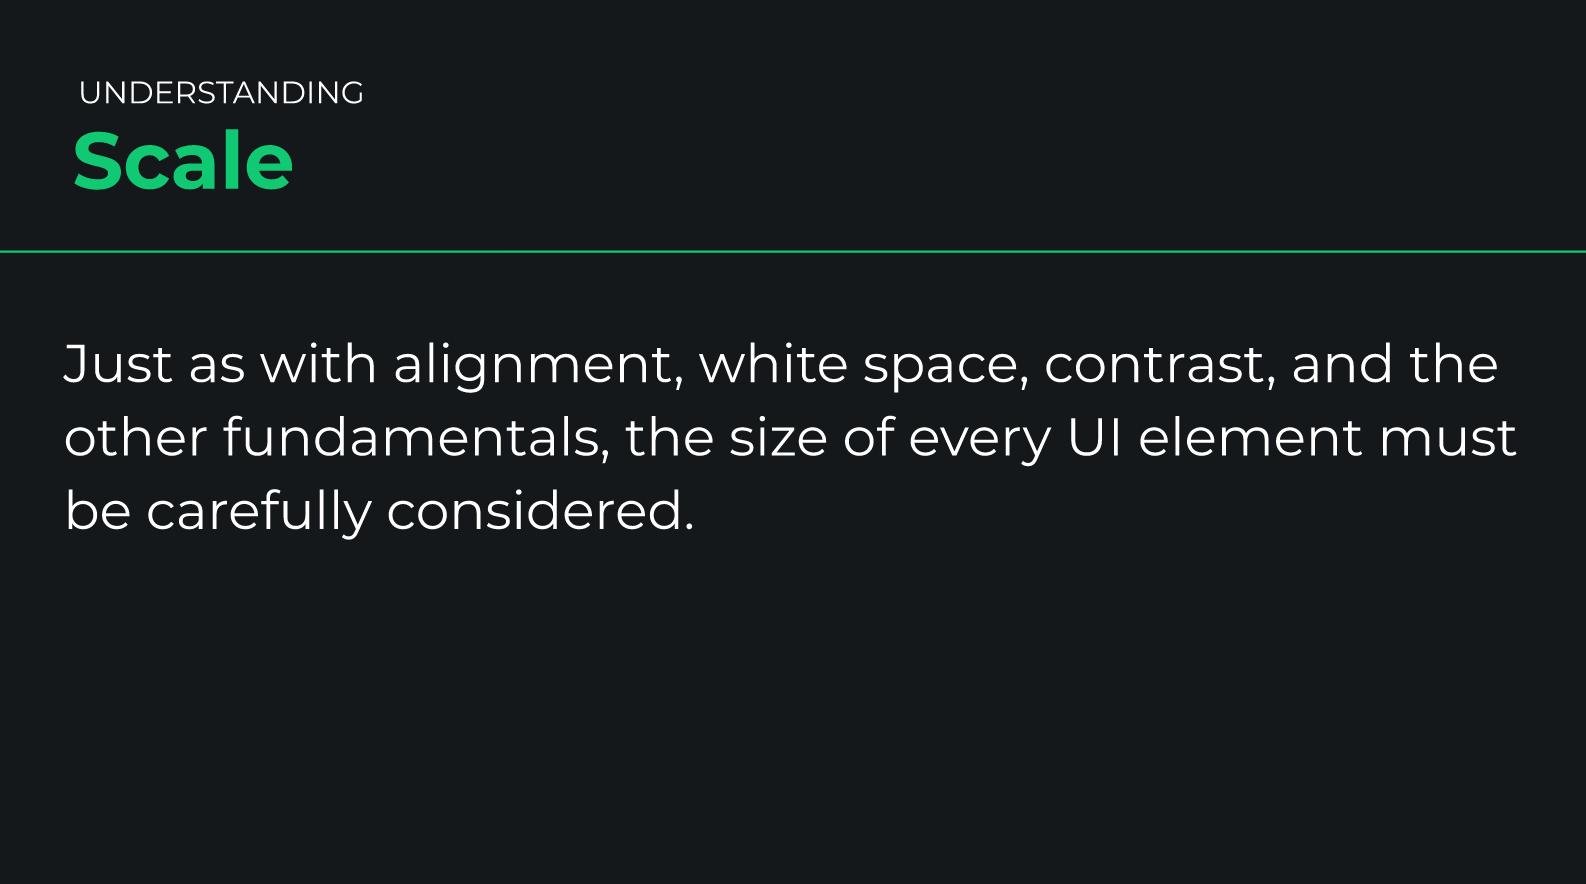 UNDERSTANDING
Scale
Just as with alignment, white space, contrast, and the
other fundamentals, the size of every UI element must
be carefully considered.